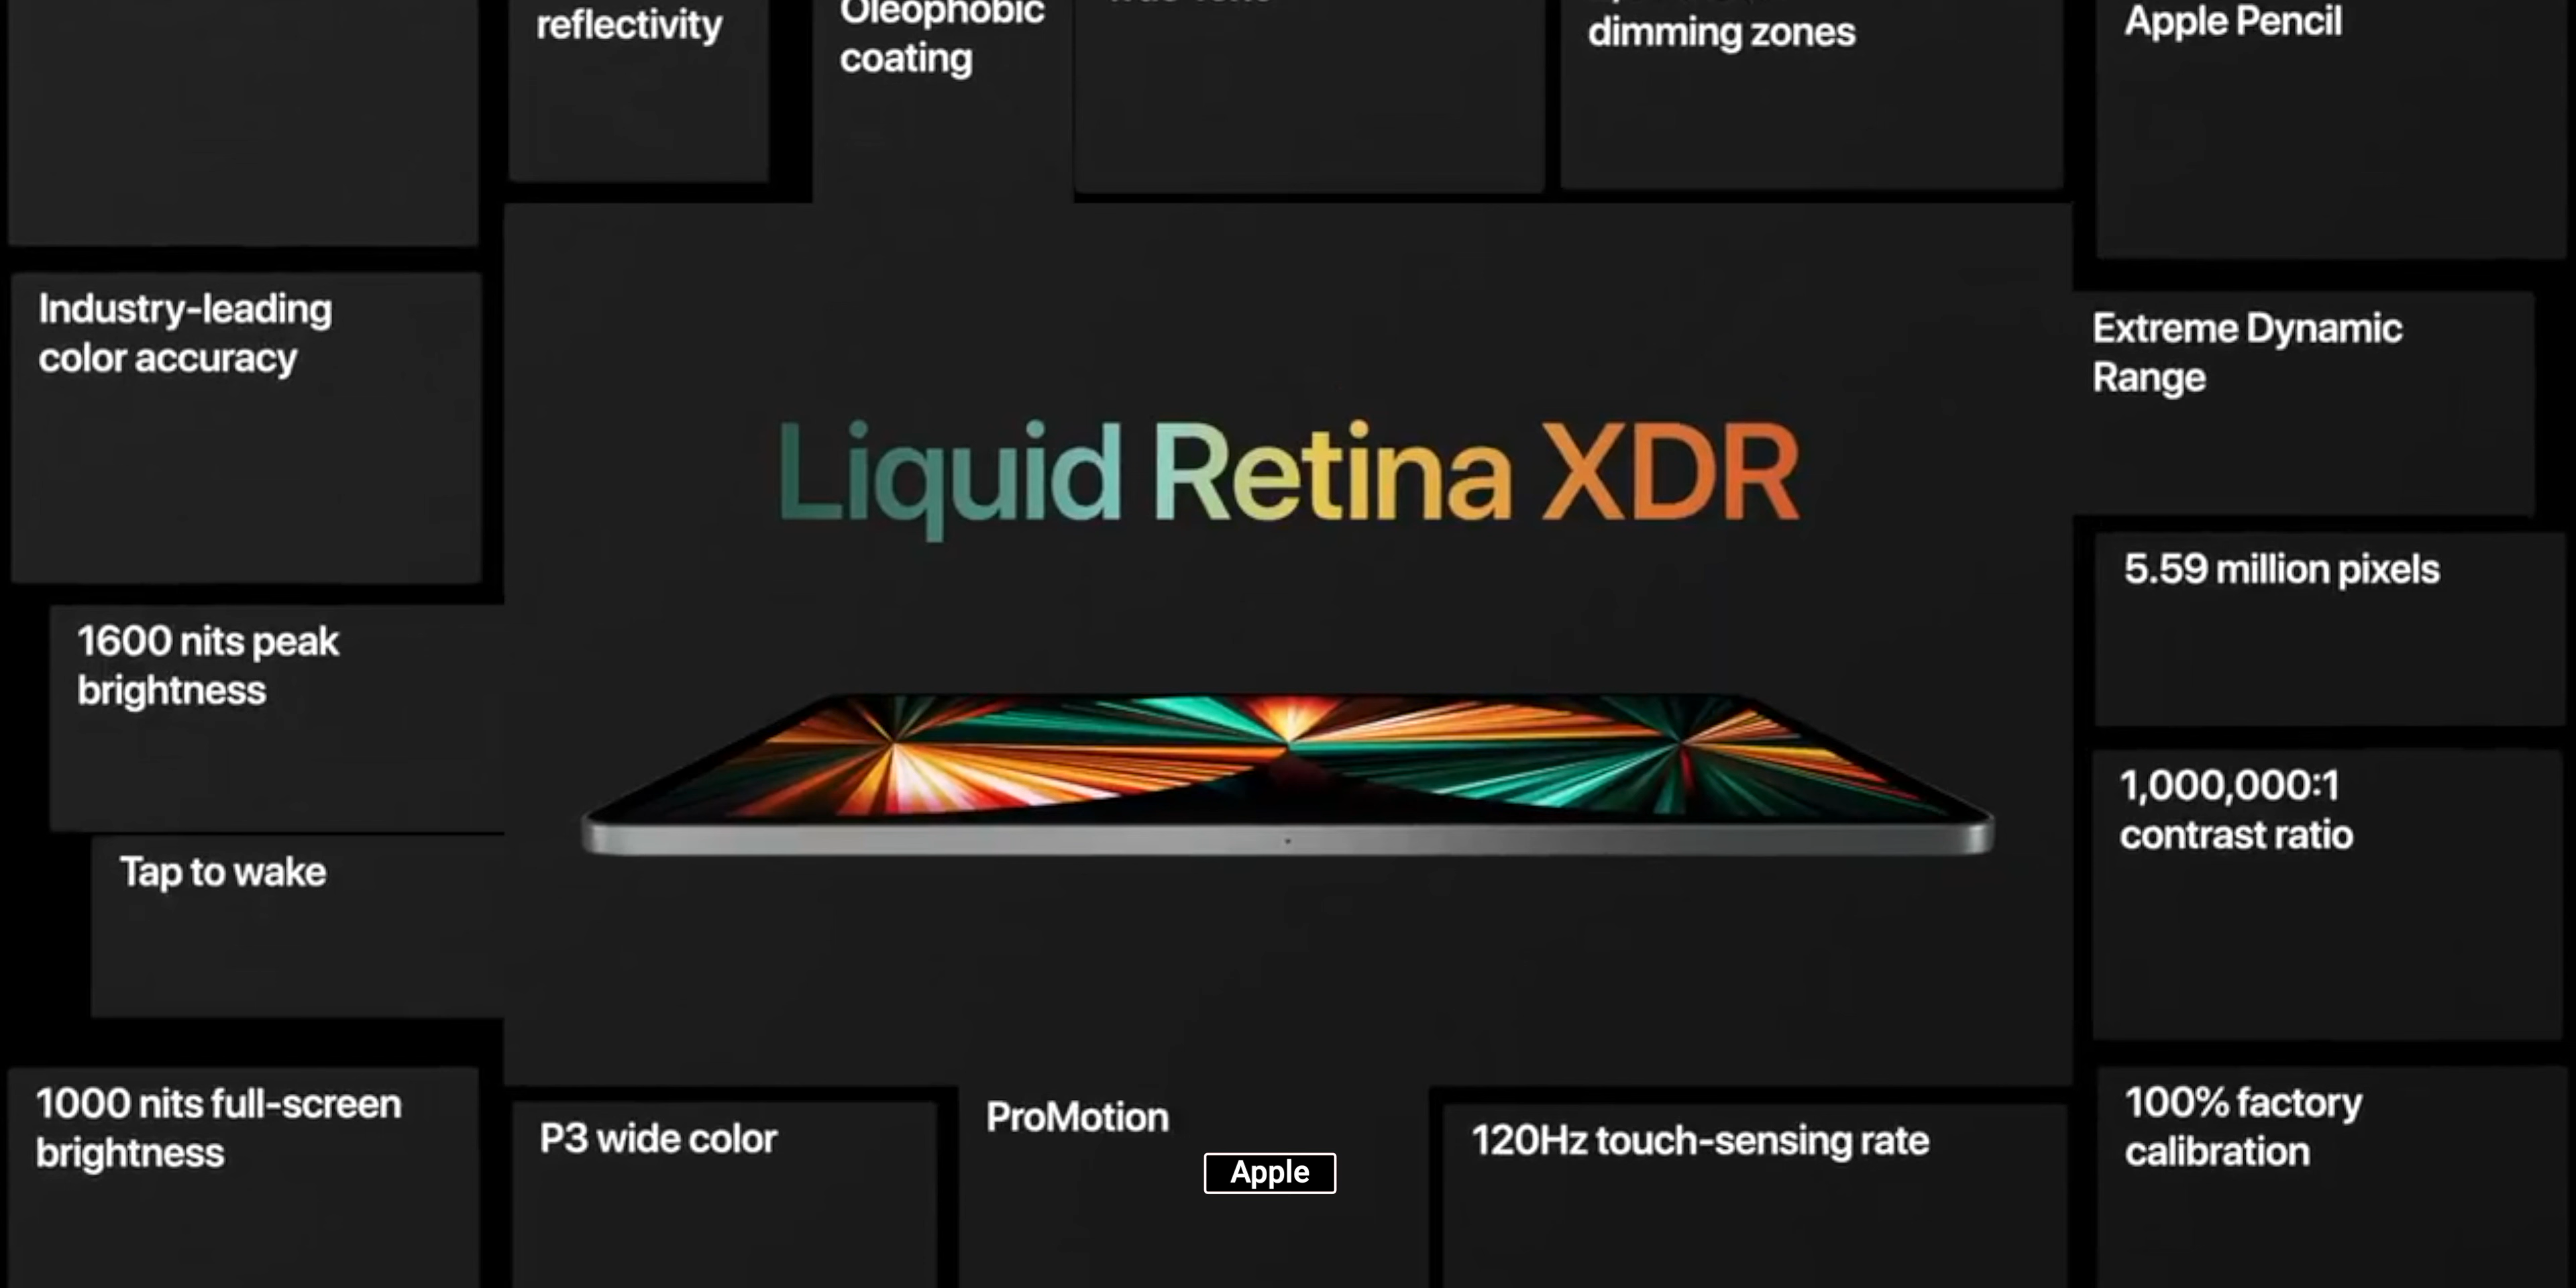 reflectivity
Oleophobic
coating
dimming zones
Apple Pencil
Industry-leading
color accuracy
Extreme Dynamic
Range
Liquid Retina XDR
5.59 million pixels
1600 nits peak
brightness
1,000,000:1
contrast ratio
Tap to wake
1000 nits full-screen
brightness
P3 wide color
ProMotion
Apple
120Hz touch-sensing rate
100% factory
calibration